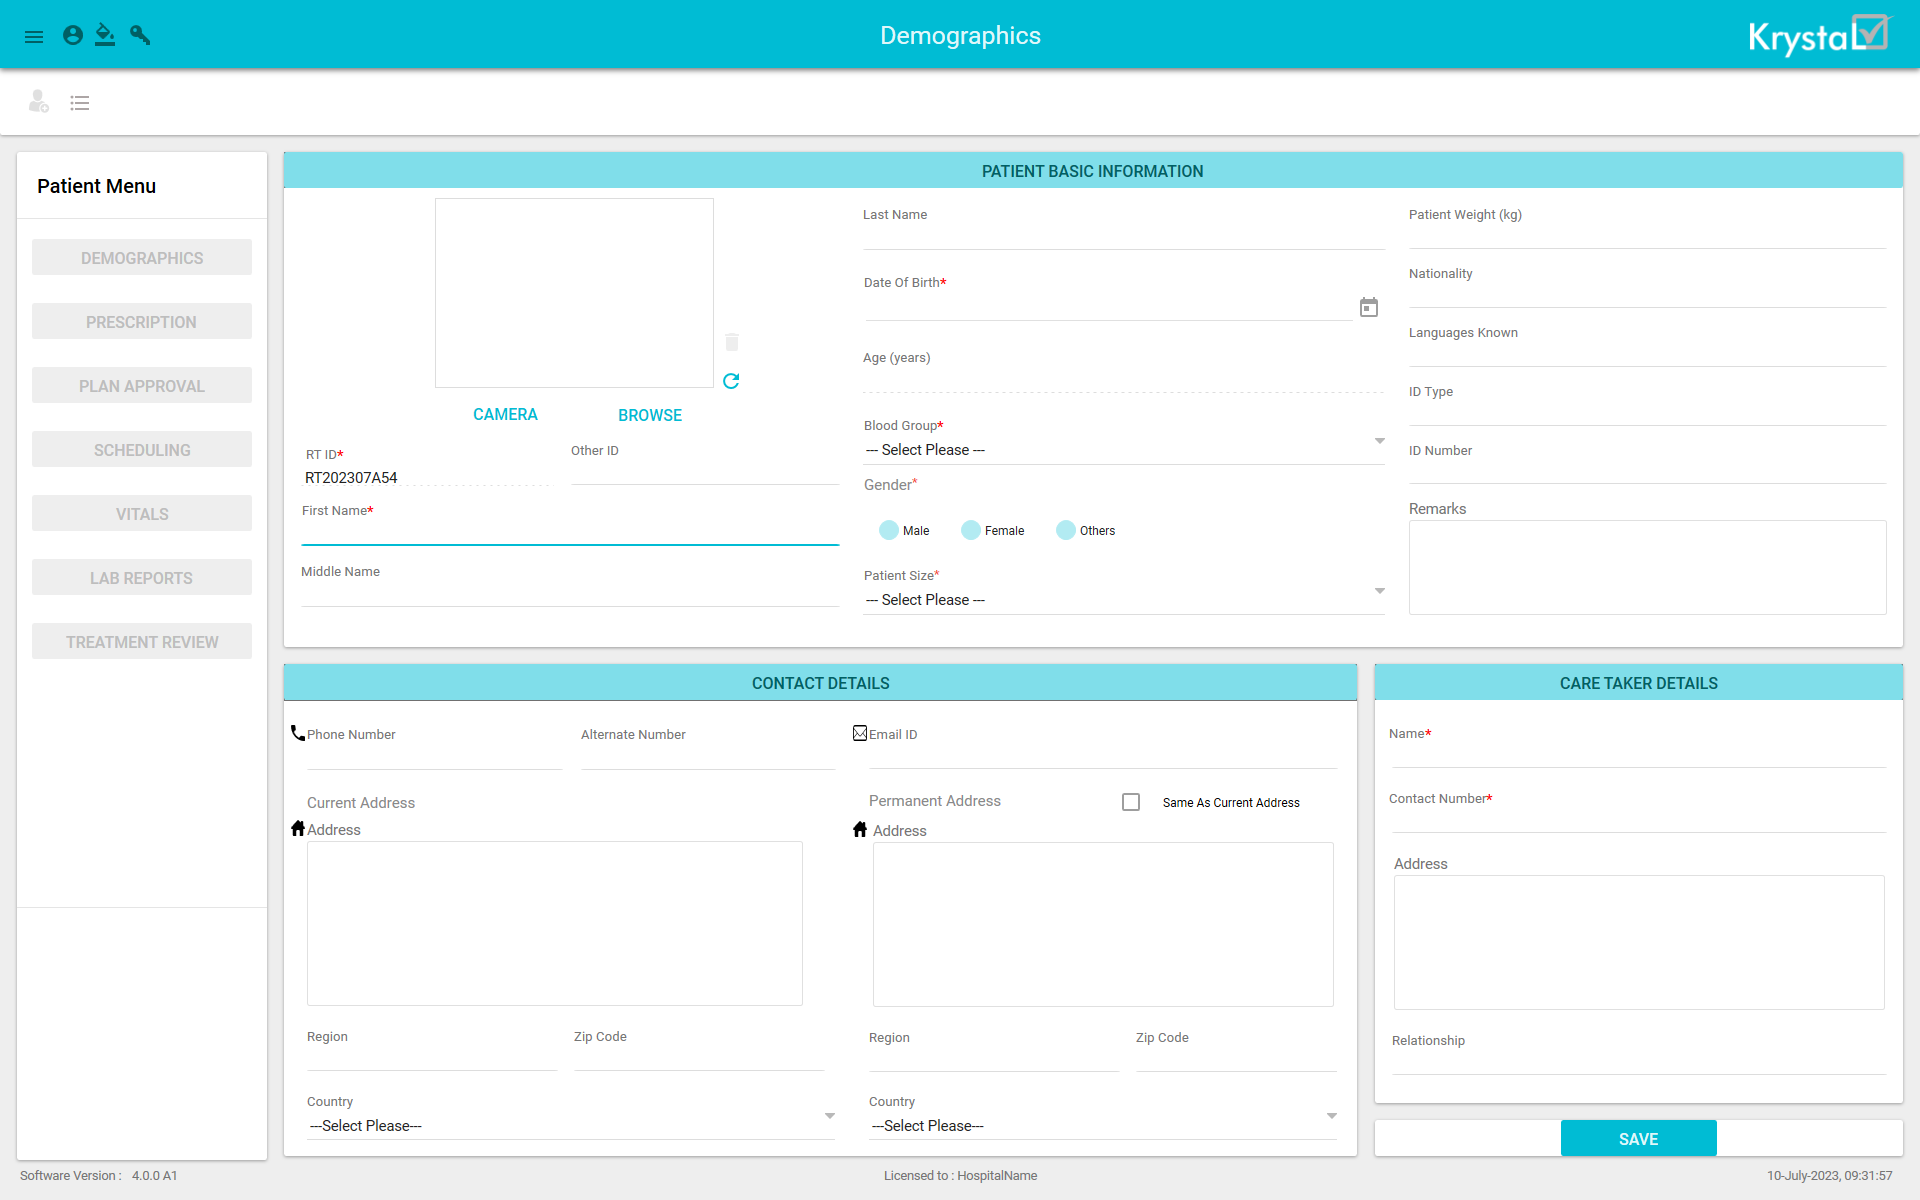 Demographics
Krystal
Patient Menu
DEMOGRAPHICS
PRESCRIPTION
PLAN APPROVAL
SCHEDULING
VITALS
LAB REPORTS
TREATMENT REVIEW
PATIENT BASIC INFORMATION
CAMERA
BROWSE
RT ID*
RT202307A54
Other ID
First Name*
Middle Name
Last Name
Date Of Birth*
Age (years)
Blood Group*
--- Select Please ---
Gender*
Male
Female
Others
Patient Size*
--- Select Please ---
Patient Weight (kg)
Nationality
Languages Known
ID Type
ID Number
Remarks
CONTACT DETAILS
Phone Number
Alternate Number
Email ID
Current Address
Address
Region
Zip Code
Country
---Select Please---
Permanent Address
Same As Current Address
Address
Region
Zip Code
Country
---Select Please---
CARE TAKER DETAILS
Name*
Contact Number*
Address
Relationship
SAVE
Software Version : 4.0.0 A1
Licensed to : HospitalName
10-July-2023, 09:31:57